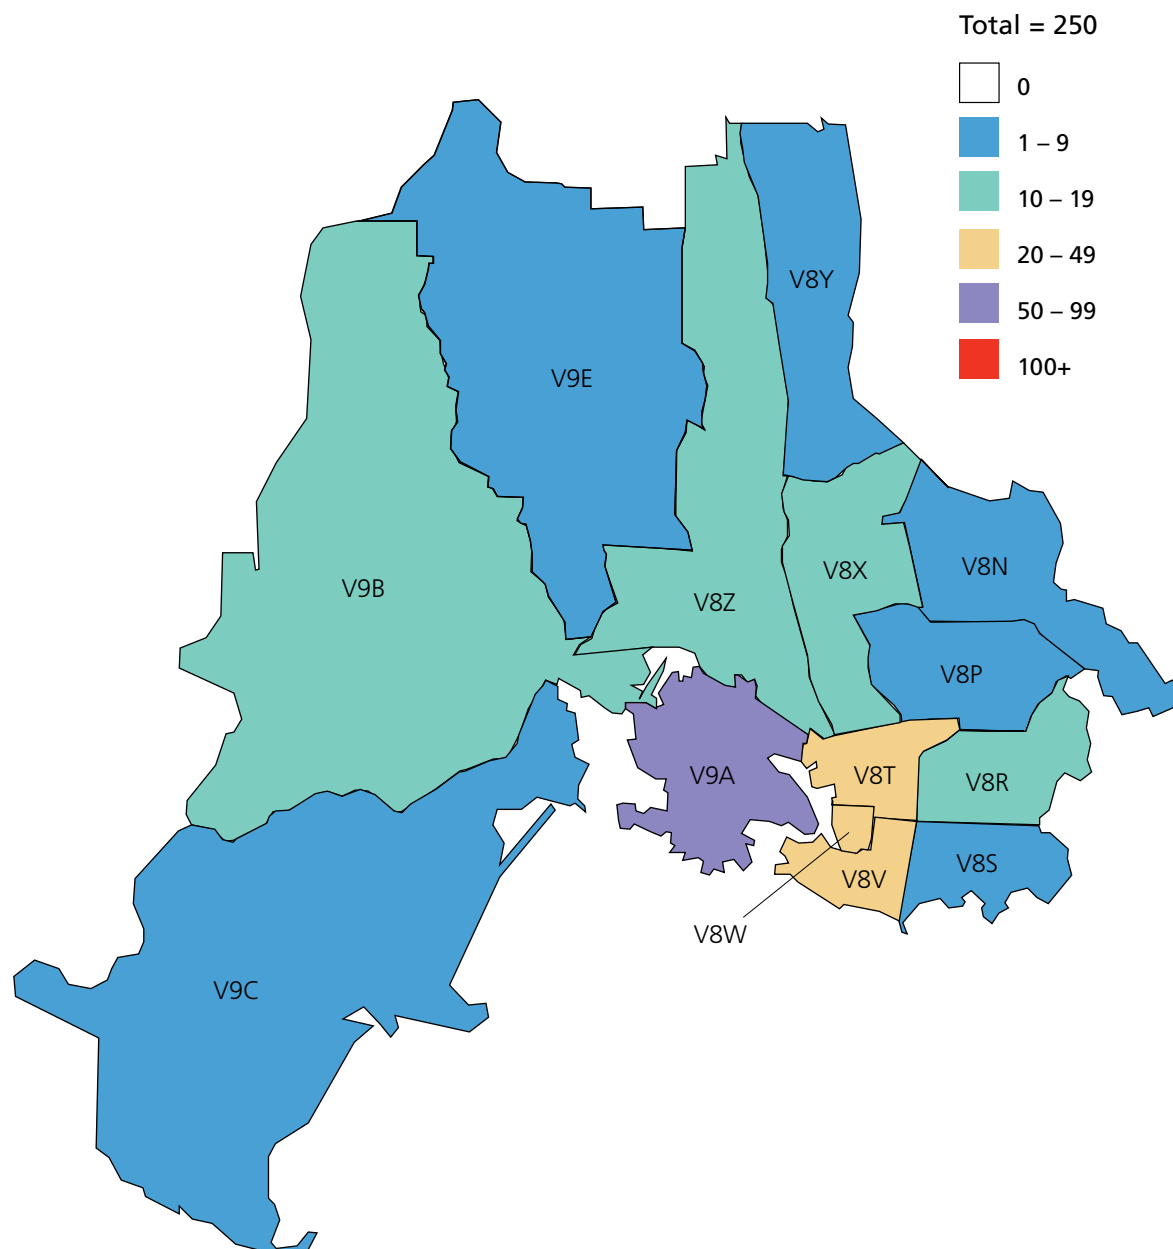 Total = 250
0
1 – 9
10 – 19
20 – 49
50 – 99
100+
V8Y
V9E
V8N
V8X
V9B
V8Z
V8P
V9A
V8T
V8R
V8S
V8V
V8W
V9C